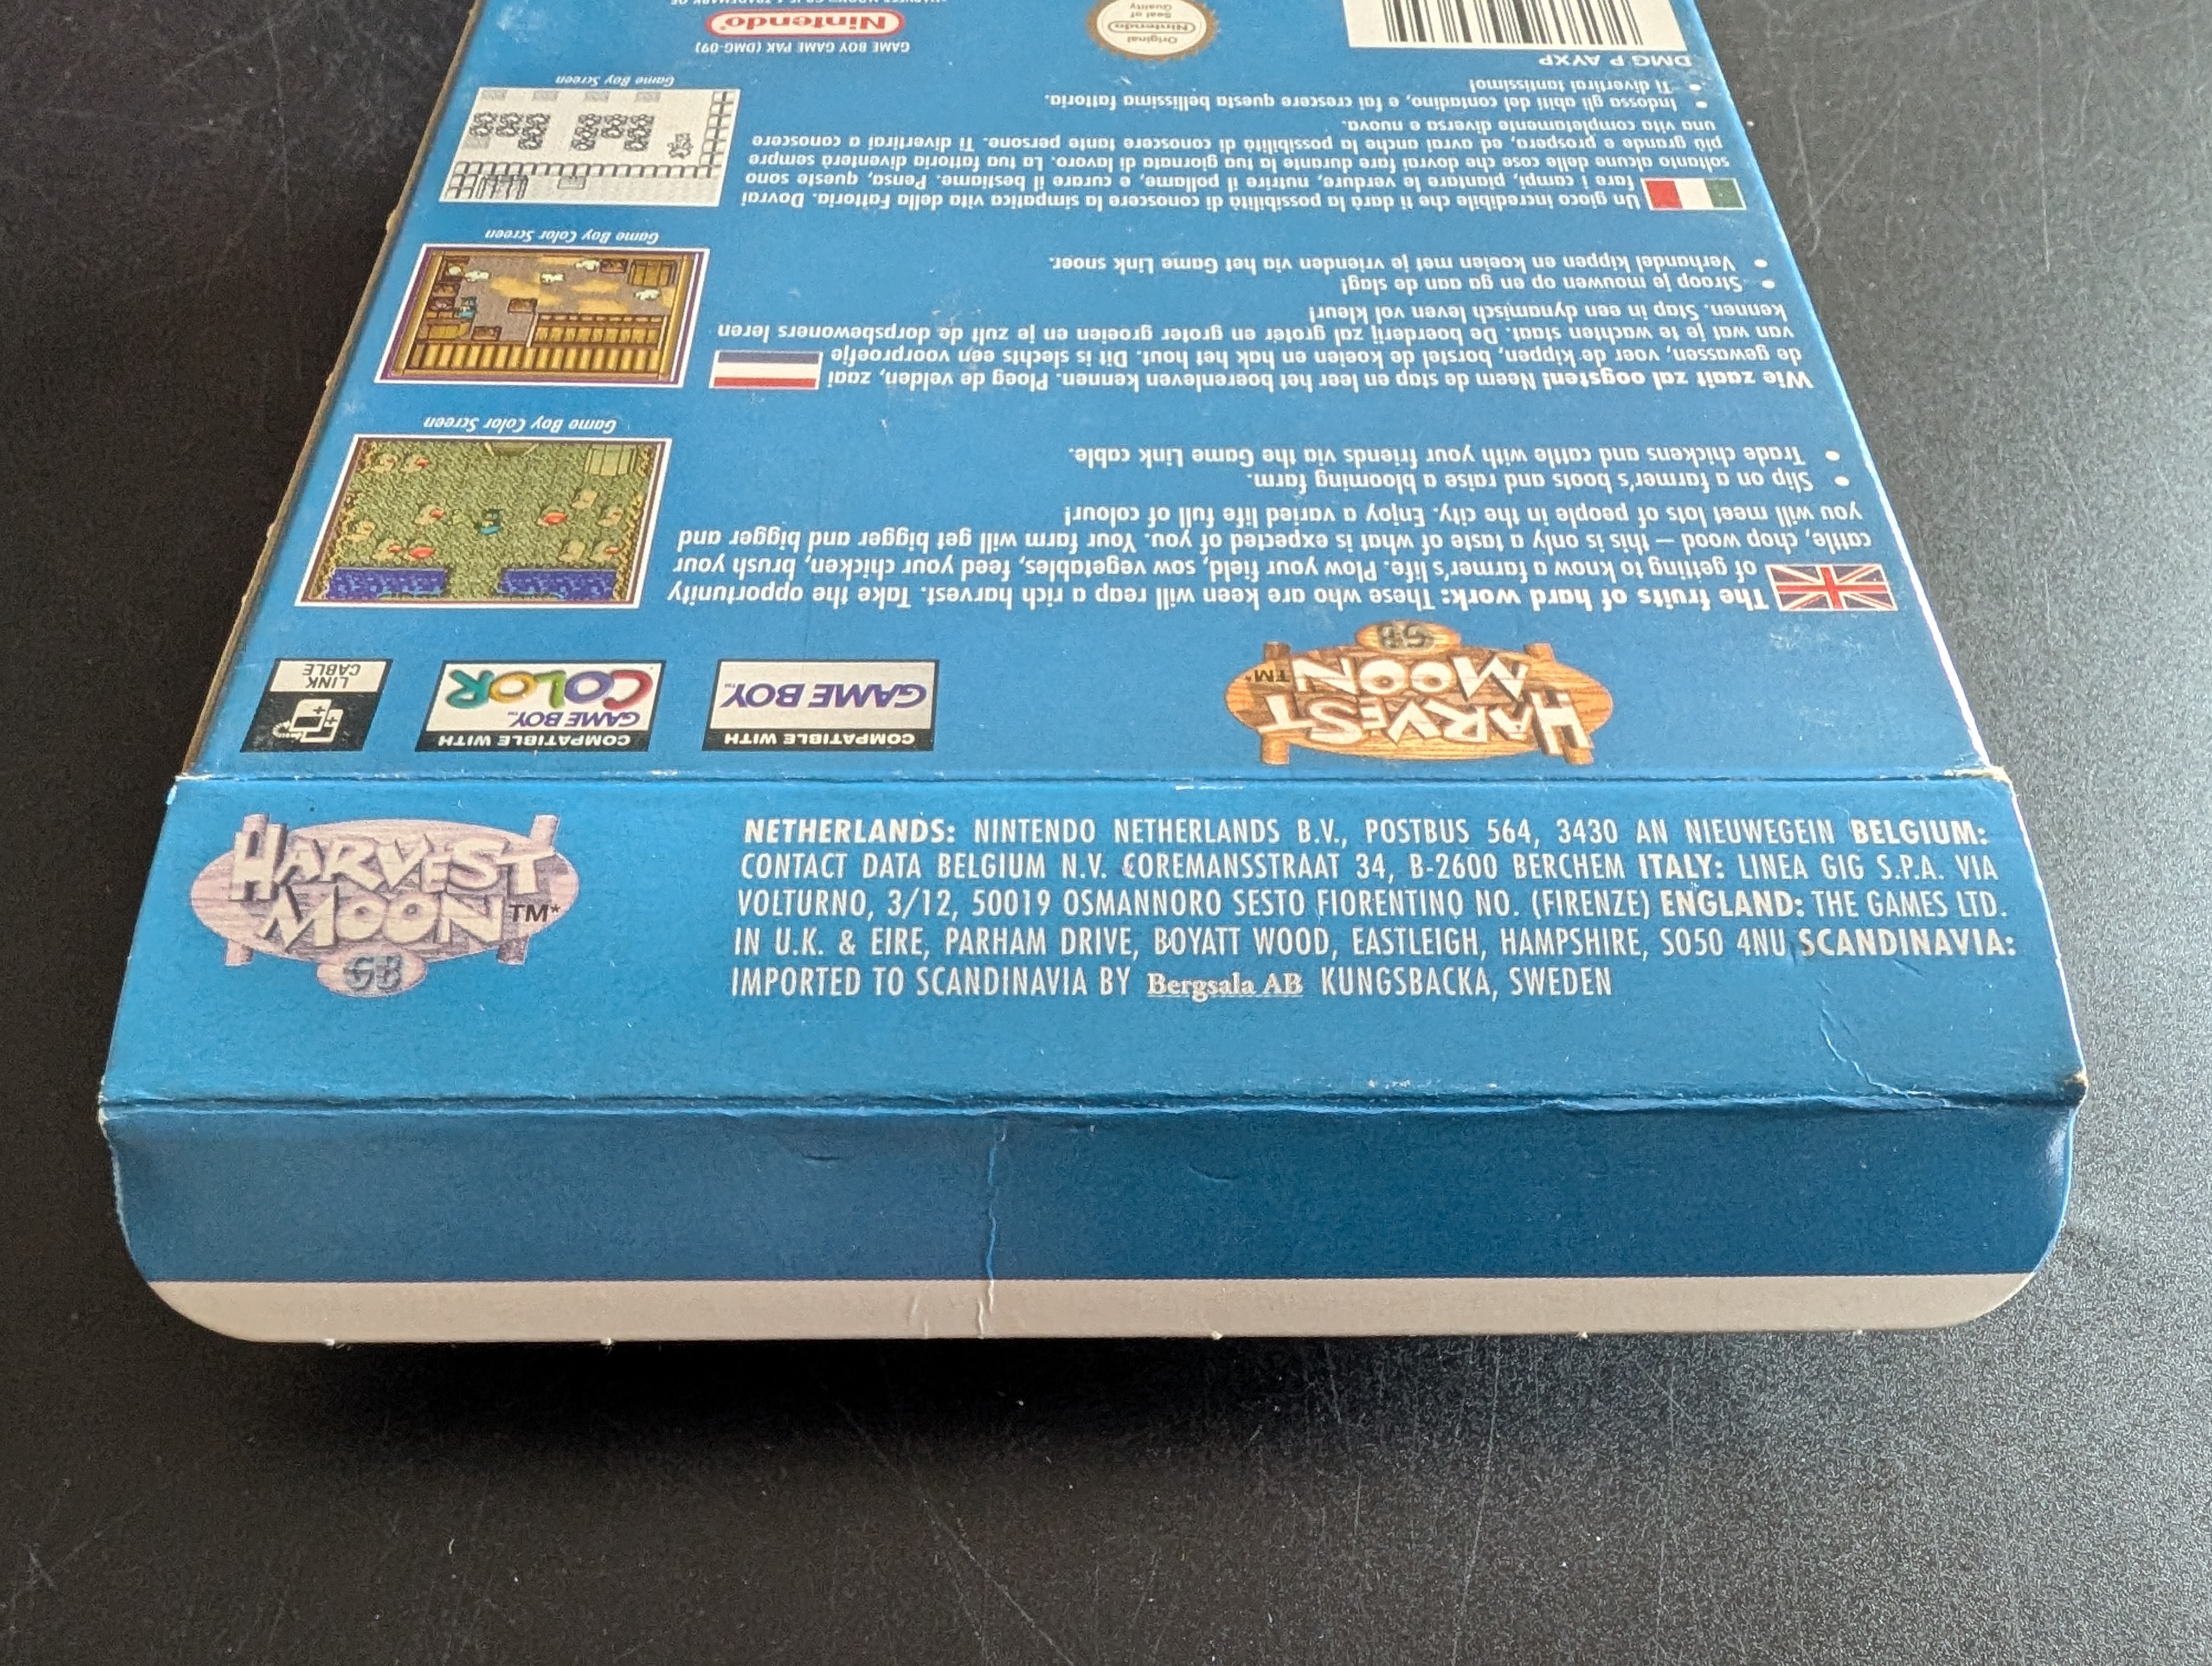 HARVEST
MOON™*
GB
NETHERLANDS: NINTENDO NETHERLANDS B.V., POSTBUS 564, 3430 AN NIEUWEGEIN BELGIUM:
CONTACT DATA BELGIUM N.V. COREMANSSTRAAT 34, B-2600 BERCHEM ITALY: LINEA GIG S.P.A. VIA
VOLTURNO, 3/12, 50019 OSMANNORO SESTO FIORENTINO NO. (FIRENZE) ENGLAND: THE GAMES LTD.
IN U.K. & EIRE, PARHAM DRIVE, BOYATT WOOD, EASTLEIGH, HAMPSHIRE, SO50 4NU SCANDINAVIA:
IMPORTED TO SCANDINAVIA BY Bergsala AB KUNGSBACKA, SWEDEN
HARVEST
MOON™*
GB
COMPATIBLE WITH
GAME BOY™
COMPATIBLE WITH
GAME BOY™
COLOR
LINK
CABLE
The fruits of hard work: These who are keen will reap a rich harvest. Take the opportunity
of getting to know a farmer's life. Plow your field, sow vegetables, feed your chicken, brush your
cattle, chop wood – this is only a taste of what is expected of you. Your farm will get bigger and bigger and
you will meet lots of people in the city. Enjoy a varied life full of colour!
• Slip on a farmer's boots and raise a blooming farm.
• Trade chickens and cattle with your friends via the Game Link cable.
Game Boy Color Screen
Wie zaait zal oogsten! Neem de stap en leer het boerenleven kennen. Ploeg de velden, zaai
de gewassen, voer de kippen, borstel de koeien en hak het hout. Dit is slechts een voorproefje
van wat je te wachten staat. De boerderij zal groter en groter groeien en je zult de dorpsbewoners leren
kennen. Stap in een dynamisch leven vol kleur!
• Stroop je mouwen op en ga aan de slag!
• Verhandel kippen en koeien met je vrienden via het Game Link snoer.
Game Boy Color Screen
Un gioco incredibile che ti darà la possibilità di conoscere la simpatica vita della Fattoria. Dovrai
fare i campi, piantare le verdure, nutrire il pollame, e curare il bestiame. Pensa, queste sono
soltanto alcune delle cose che dovrai fare durante la tua giornata di lavoro. La tua fattoria diventerà sempre
più grande e prospera, ed avrai anche la possibilità di conoscere tante persone. Ti divertirai a conoscere
una vita completamente diversa e nuova.
• Indossa gli abiti del contadino, e fai crescere questa bellissima fattoria.
• Ti divertirai tantissimo!
Game Boy Screen
DMG P AYXP
Original
Nintendo
Seal of
Quality
GAME BOY GAME PAK (DMG-09)
Nintendo